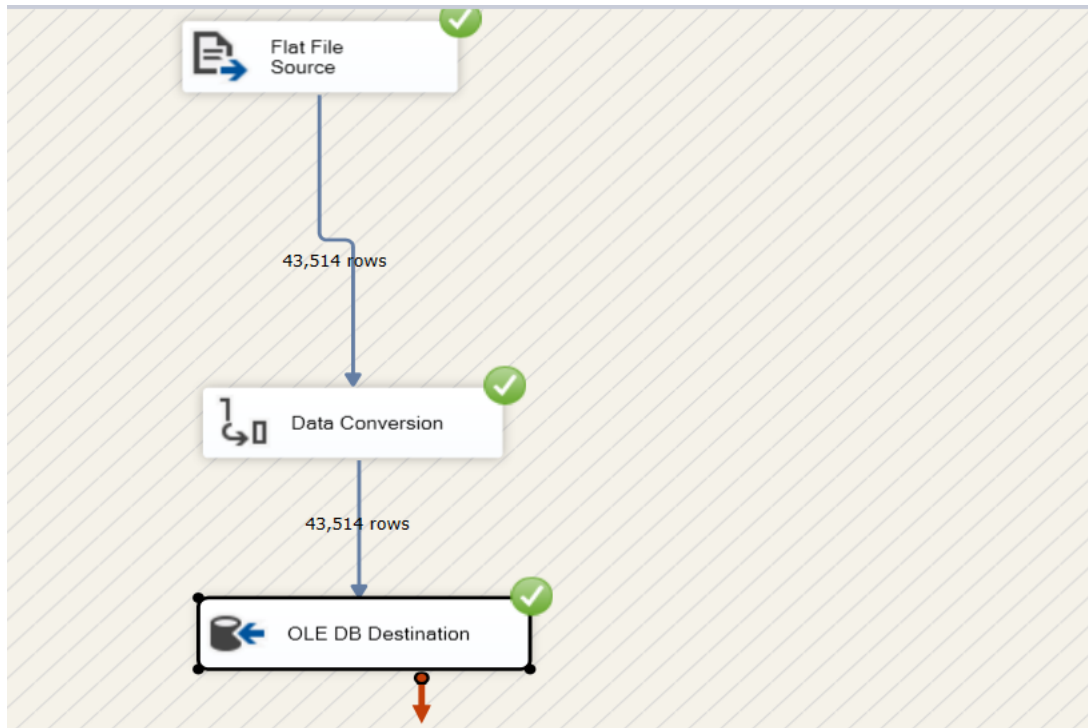 Flat File
Source
43,514 rows
Data Conversion
43,514 rows
OLE DB Destination